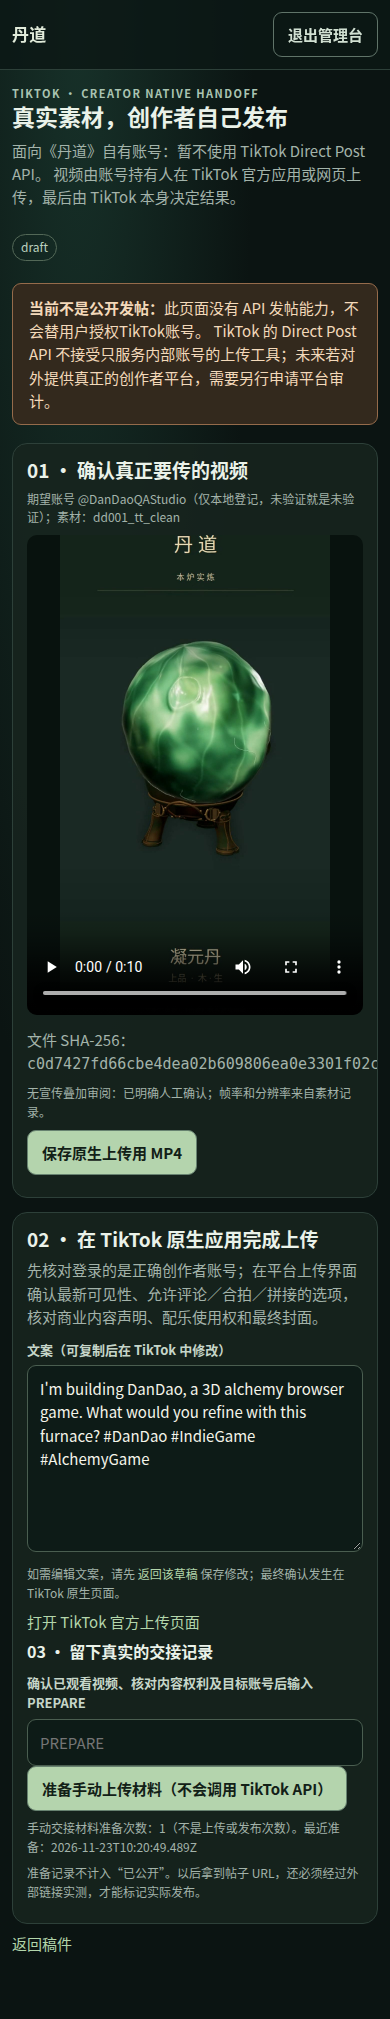 丹道
退出管理台
TIKTOK · CREATOR NATIVE HANDOFF
真实素材，创作者自己发布
面向《丹道》自有账号：暂不使用 TikTok Direct Post
API。 视频由账号持有人在 TikTok 官方应用或网页上
传，最后由 TikTok 本身决定结果。
draft
当前不是公开发帖：此页面没有 API 发帖能力，不
会替用户授权TikTok账号。 TikTok 的 Direct Post
API 不接受只服务内部账号的上传工具；未来若对
外提供真正的创作者平台，需要另行申请平台审
计。
01 · 确认真正要传的视频
期望账号 @DanDaoQAStudio（仅本地登记，未验证就是未验
证）；素材：dd001_tt_clean
丹道
本炉实炼
凝元丹
上品 · 木 · 生
0:00 / 0:10
文件 SHA-256：
c0d7427fd66cbe4dea02b609806ea0e3301f02c
无宣传叠加审阅：已明确人工确认；帧率和分辨率来自素材记
录。
保存原生上传用 MP4
02 · 在 TikTok 原生应用完成上传
先核对登录的是正确创作者账号；在平台上传界面
确认最新可见性、允许评论／合拍／拼接的选项，
核对商业内容声明、配乐使用权和最终封面。
文案（可复制后在 TikTok 中修改）
I'm building DanDao, a 3D alchemy browser
game. What would you refine with this
furnace? #DanDao #IndieGame
#AlchemyGame
如需编辑文案，请先 返回该草稿 保存修改；最终确认发生在
TikTok 原生页面。
打开 TikTok 官方上传页面
03 · 留下真实的交接记录
确认已观看视频、核对内容权利及目标账号后输入
PREPARE
PREPARE
准备手动上传材料（不会调用 TikTok API）
手动交接材料准备次数：1（不是上传或发布次数）。最近准
备：2026-11-23T10:20:49.489Z
准备记录不计入“已公开”。以后拿到帖子 URL，还必须经过外
部链接实测，才能标记实际发布。
返回稿件